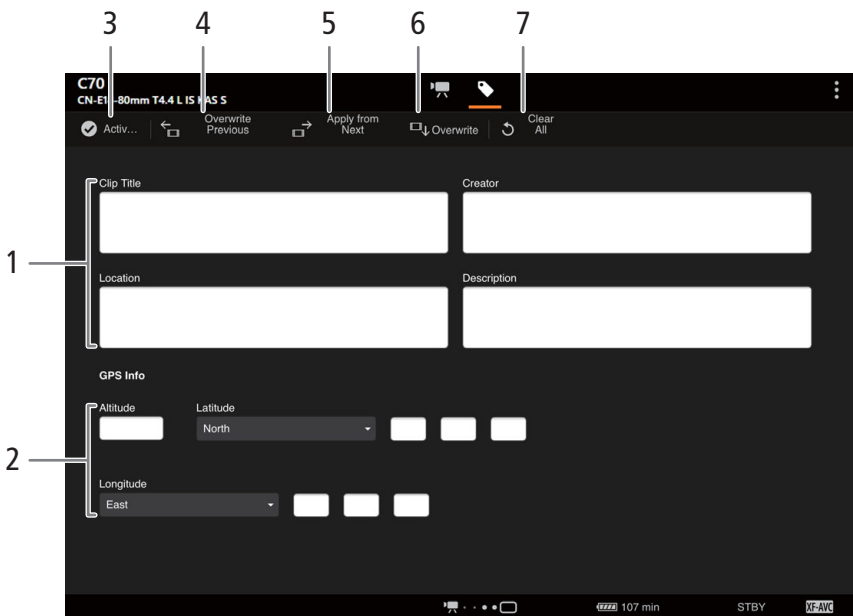 3 4 5 6 7
C70
CN-E18-80mm T4.4 L IS KAS S
Activ...
Overwrite
Previous
Apply from
Next
Overwrite
Clear
All
1
Clip Title
Creator
Location
Description
GPS Info
2
Altitude
Latitude
North
Longitude
East
107 min
STBY
XF-AVC